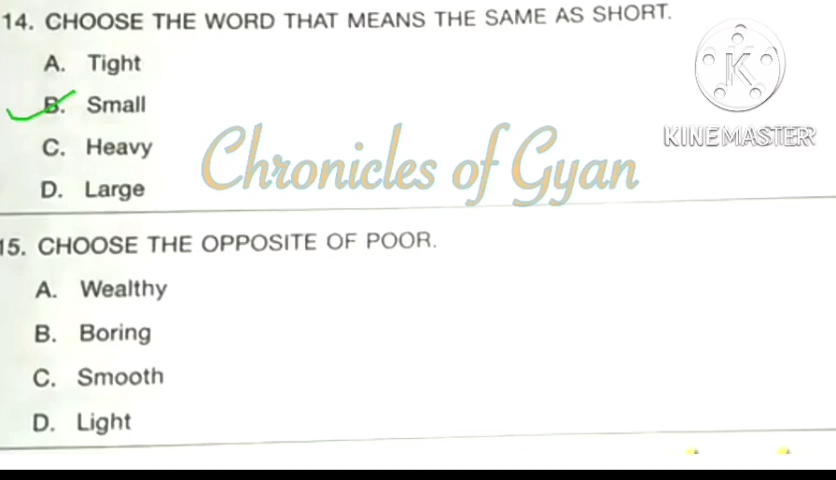 14. CHOOSE THE WORD THAT MEANS THE SAME AS SHORT.
A. Tight
B. Small
C. Heavy
D. Large
K
KINEMASTER
Chronicles of Gyan
15. CHOOSE THE OPPOSITE OF POOR.
A. Wealthy
B. Boring
C. Smooth
D. Light